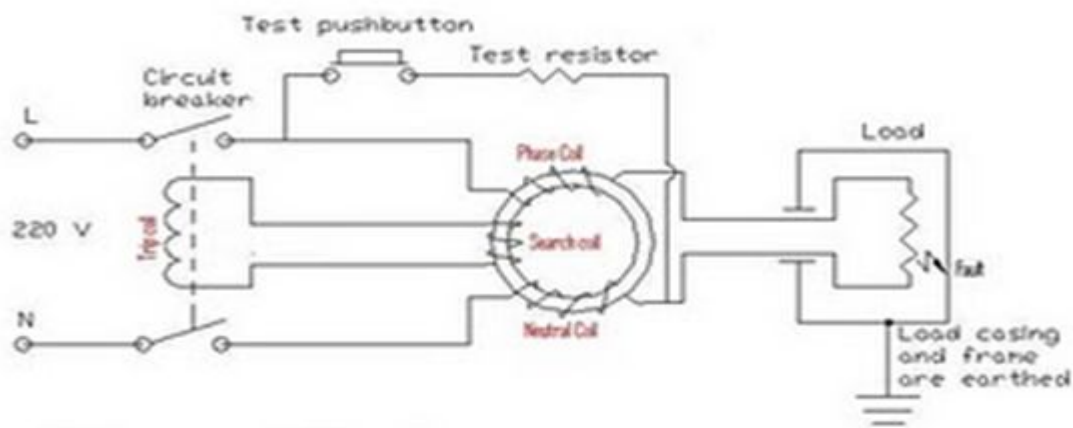 Test pushbutton
Test resistor
Circuit
breaker
L
Load
Phase Coil
220 V
Trip coil
Search coil
Fault
N
Neutral Coil
Load casing
and frame
are earthed